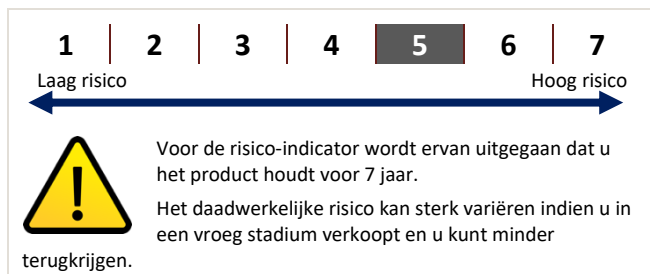 1 2 3 4 5 6 7
Laag risico Hoog risico
Voor de risico-indicator wordt ervan uitgegaan dat u
het product houdt voor 7 jaar.
Het daadwerkelijke risico kan sterk variëren indien u in
een vroeg stadium verkoopt en u kunt minder
terugkrijgen.